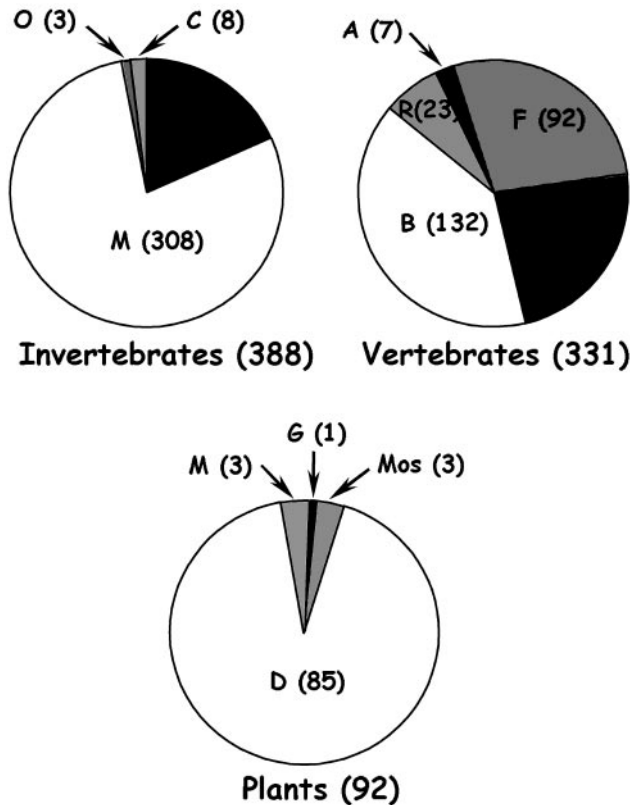 O (3)
C (8)
M (308)
Invertebrates (388)
A (7)
R(23)
F (92)
B (132)
Vertebrates (331)
G (1)
M (3)
Mos (3)
D (85)
Plants (92)